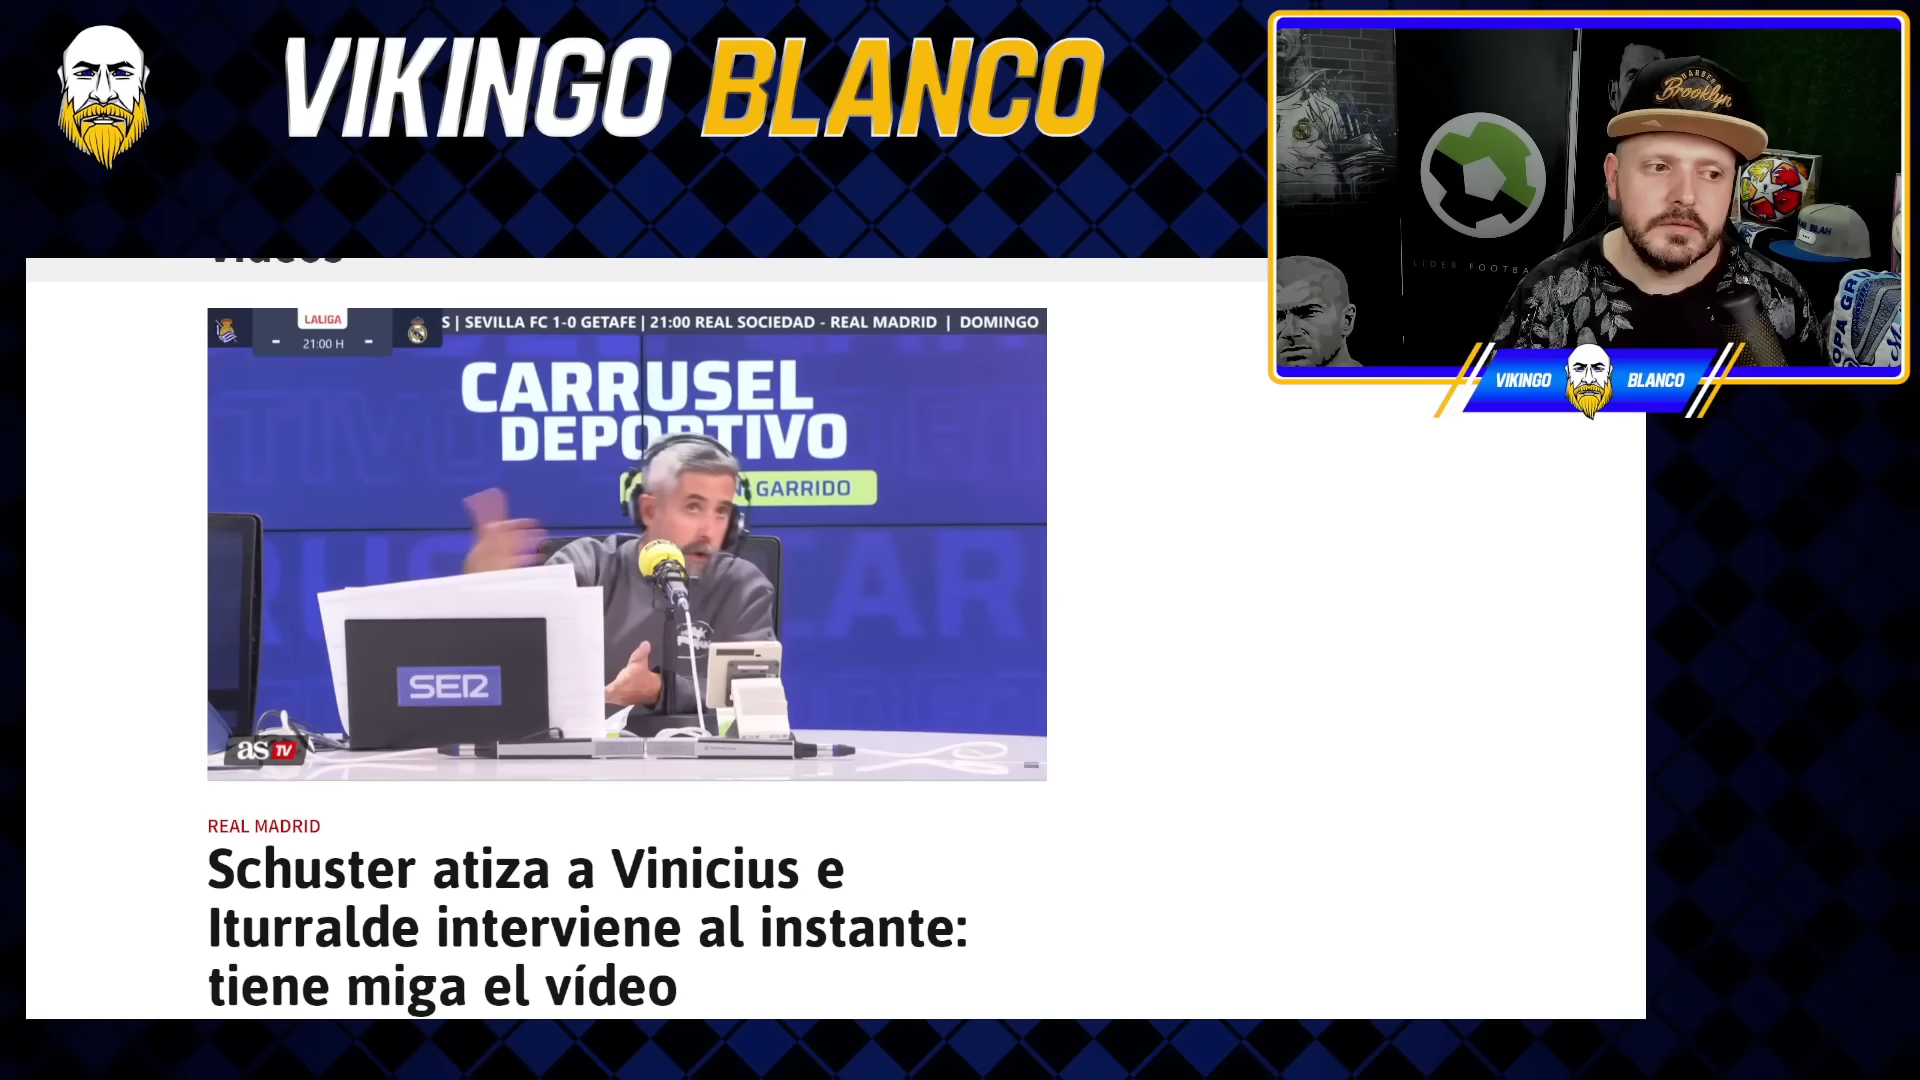 VIKINGO BLANCO
Brooklyn
LIDER FOOTBA
VIKINGO BLANCO
LALIGA
21:00 H
S | SEVILLA FC 1-0 GETAFE | 21:00 REAL SOCIEDAD - REAL MADRID | DOMINGO
CARRUSEL
DEPORTIVO
GARRIDO
SER
as TV
REAL MADRID
Schuster atiza a Vinicius e
Iturralde interviene al instante:
tiene miga el vídeo